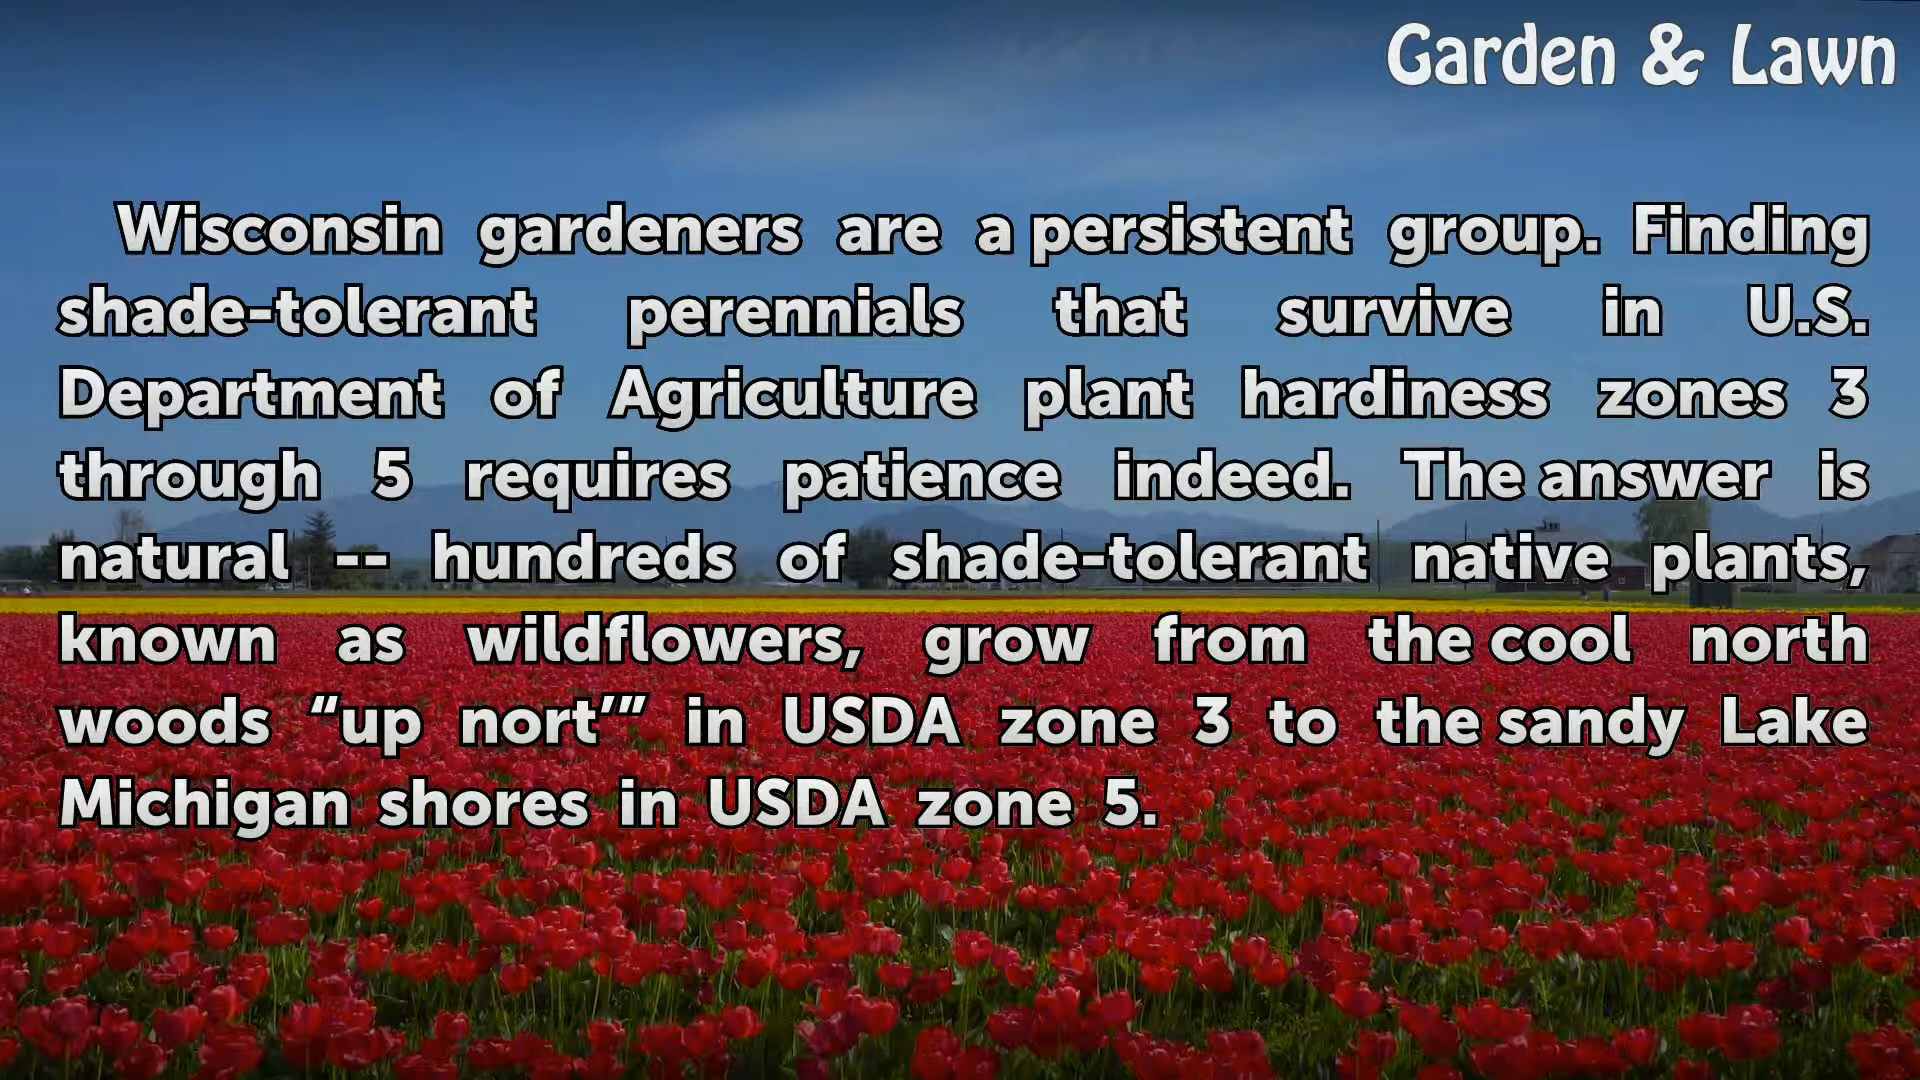 Garden & Lawn
Wisconsin gardeners are a persistent group. Finding
shade-tolerant perennials that survive in U.S.
Department of Agriculture plant hardiness zones 3
through 5 requires patience indeed. The answer is
natural -- hundreds of shade-tolerant native plants,
known as wildflowers, grow from the cool north
woods “up nort’” in USDA zone 3 to the sandy Lake
Michigan shores in USDA zone 5.